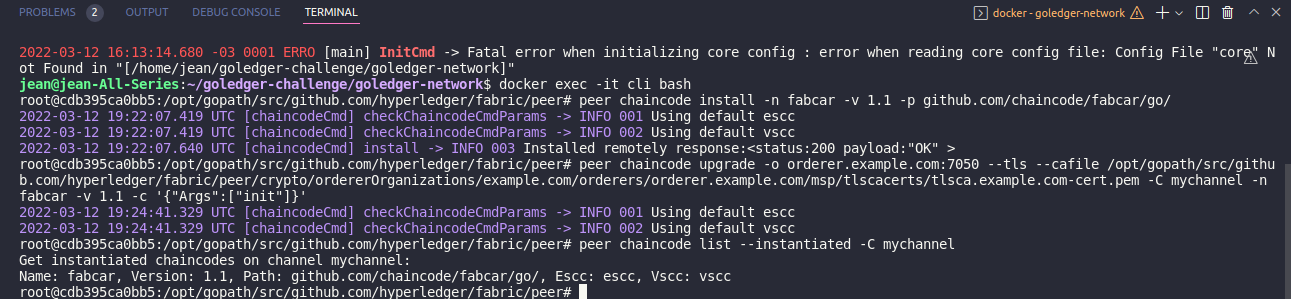 PROBLEMS 2 OUTPUT DEBUG CONSOLE TERMINAL docker - goledger-network
2022-03-12 16:13:14.680 -03 0001 ERRO [main] InitCmd -> Fatal error when initializing core config : error when reading core config file: Config File "core" N
ot Found in "[/home/jean/goledger-challenge/goledger-network]"
jean@jean-All-Series:~/goledger-challenge/goledger-network$ docker exec -it cli bash
root@cdb395ca0bb5:/opt/gopath/src/github.com/hyperledger/fabric/peer# peer chaincode install -n fabcar -v 1.1 -p github.com/chaincode/fabcar/go/
2022-03-12 19:22:07.419 UTC [chaincodeCmd] checkChaincodeCmdParams -> INFO 001 Using default escc
2022-03-12 19:22:07.419 UTC [chaincodeCmd] checkChaincodeCmdParams -> INFO 002 Using default vscc
2022-03-12 19:22:07.640 UTC [chaincodeCmd] install -> INFO 003 Installed remotely response:<status:200 payload:"OK" >
root@cdb395ca0bb5:/opt/gopath/src/github.com/hyperledger/fabric/peer# peer chaincode upgrade -o orderer.example.com:7050 --tls --cafile /opt/gopath/src/githu
b.com/hyperledger/fabric/peer/crypto/ordererOrganizations/example.com/orderers/orderer.example.com/msp/tlscacerts/tlsca.example.com-cert.pem -C mychannel -n
fabcar -v 1.1 -c '{"Args":["init"]}'
2022-03-12 19:24:41.329 UTC [chaincodeCmd] checkChaincodeCmdParams -> INFO 001 Using default escc
2022-03-12 19:24:41.329 UTC [chaincodeCmd] checkChaincodeCmdParams -> INFO 002 Using default vscc
root@cdb395ca0bb5:/opt/gopath/src/github.com/hyperledger/fabric/peer# peer chaincode list --instantiated -C mychannel
Get instantiated chaincodes on channel mychannel:
Name: fabcar, Version: 1.1, Path: github.com/chaincode/fabcar/go/, Escc: escc, Vscc: vscc
root@cdb395ca0bb5:/opt/gopath/src/github.com/hyperledger/fabric/peer#